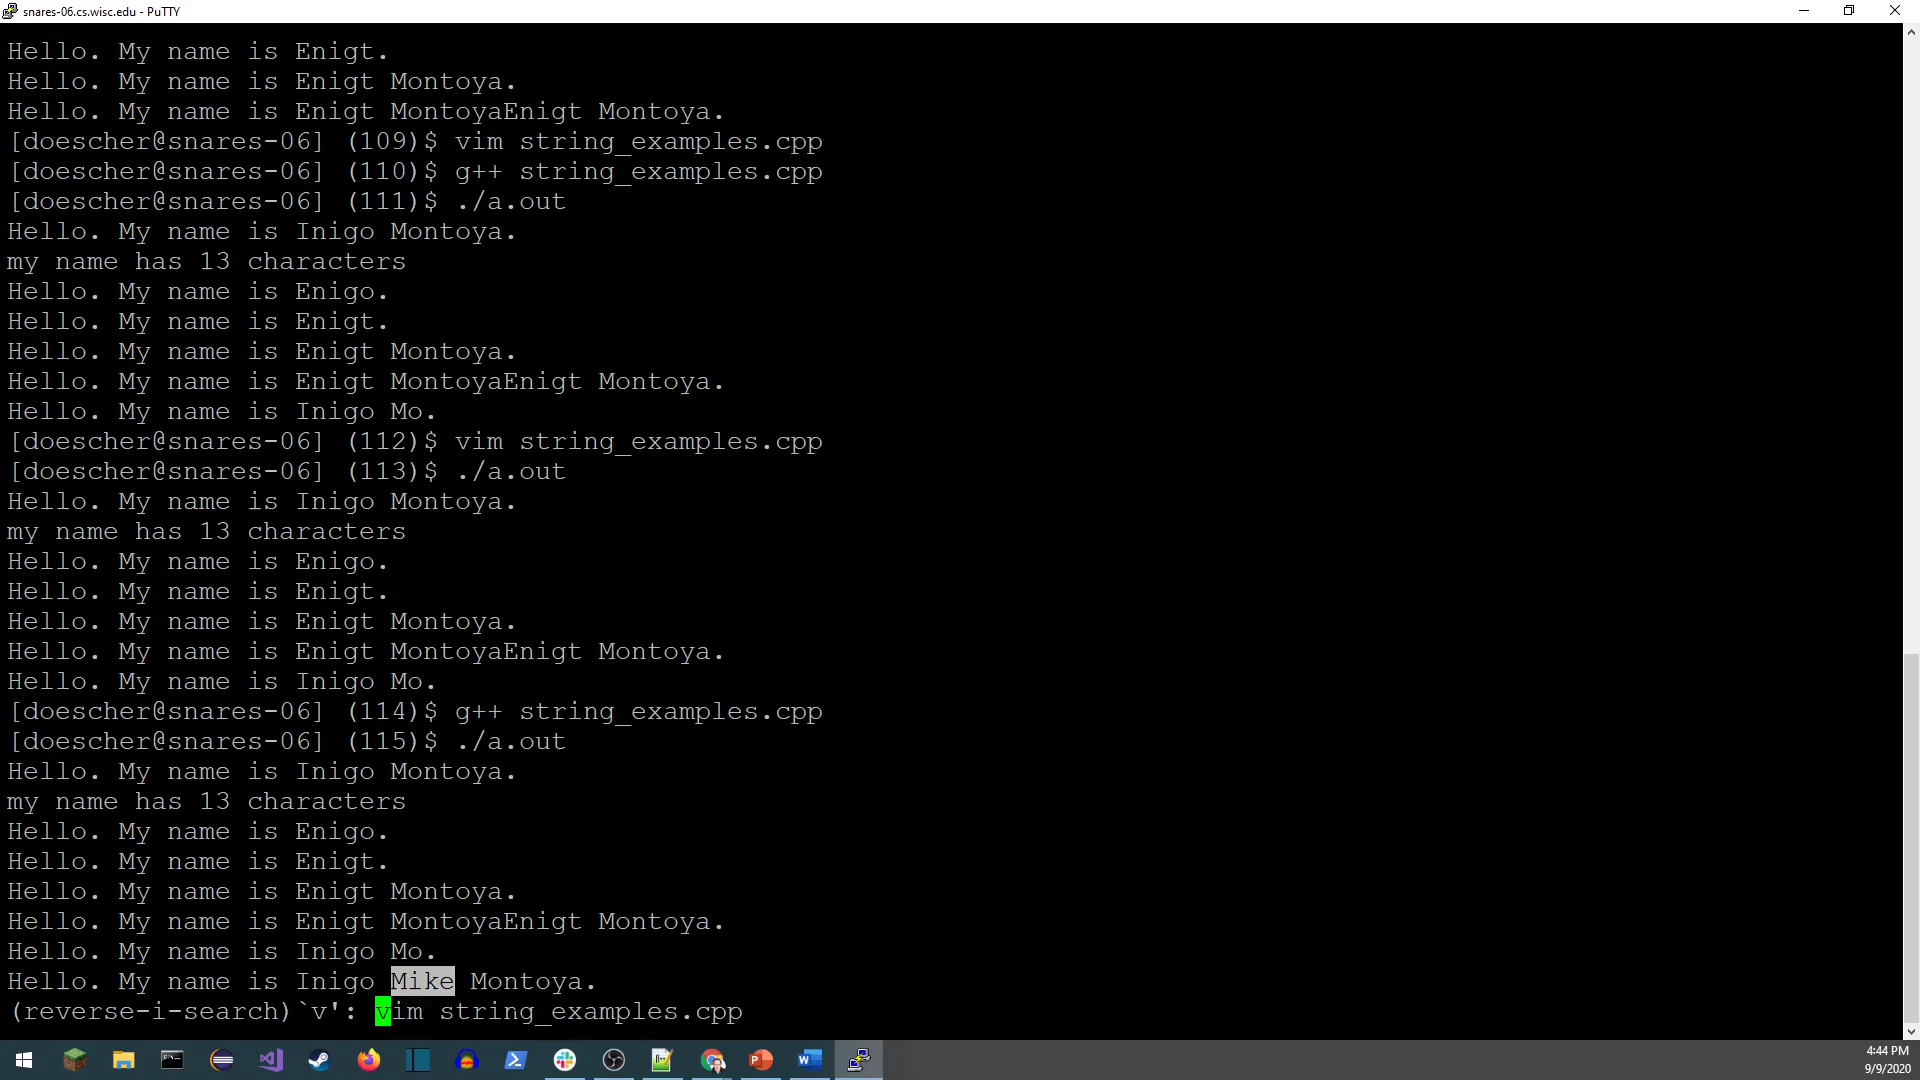 snares-06.cs.wisc.edu - PuTTY
Hello. My name is Enigt.
Hello. My name is Enigt Montoya.
Hello. My name is Enigt MontoyaEnigt Montoya.
[doescher@snares-06] (109)$ vim string_examples.cpp
[doescher@snares-06] (110)$ g++ string_examples.cpp
[doescher@snares-06] (111)$ ./a.out
Hello. My name is Inigo Montoya.
my name has 13 characters
Hello. My name is Enigo.
Hello. My name is Enigt.
Hello. My name is Enigt Montoya.
Hello. My name is Enigt MontoyaEnigt Montoya.
Hello. My name is Inigo Mo.
[doescher@snares-06] (112)$ vim string_examples.cpp
[doescher@snares-06] (113)$ ./a.out
Hello. My name is Inigo Montoya.
my name has 13 characters
Hello. My name is Enigo.
Hello. My name is Enigt.
Hello. My name is Enigt Montoya.
Hello. My name is Enigt MontoyaEnigt Montoya.
Hello. My name is Inigo Mo.
[doescher@snares-06] (114)$ g++ string_examples.cpp
[doescher@snares-06] (115)$ ./a.out
Hello. My name is Inigo Montoya.
my name has 13 characters
Hello. My name is Enigo.
Hello. My name is Enigt.
Hello. My name is Enigt Montoya.
Hello. My name is Enigt MontoyaEnigt Montoya.
Hello. My name is Inigo Mo.
Hello. My name is Inigo Mike Montoya.
(reverse-i-search)`v': vim string_examples.cpp
4:44 PM
9/9/2020